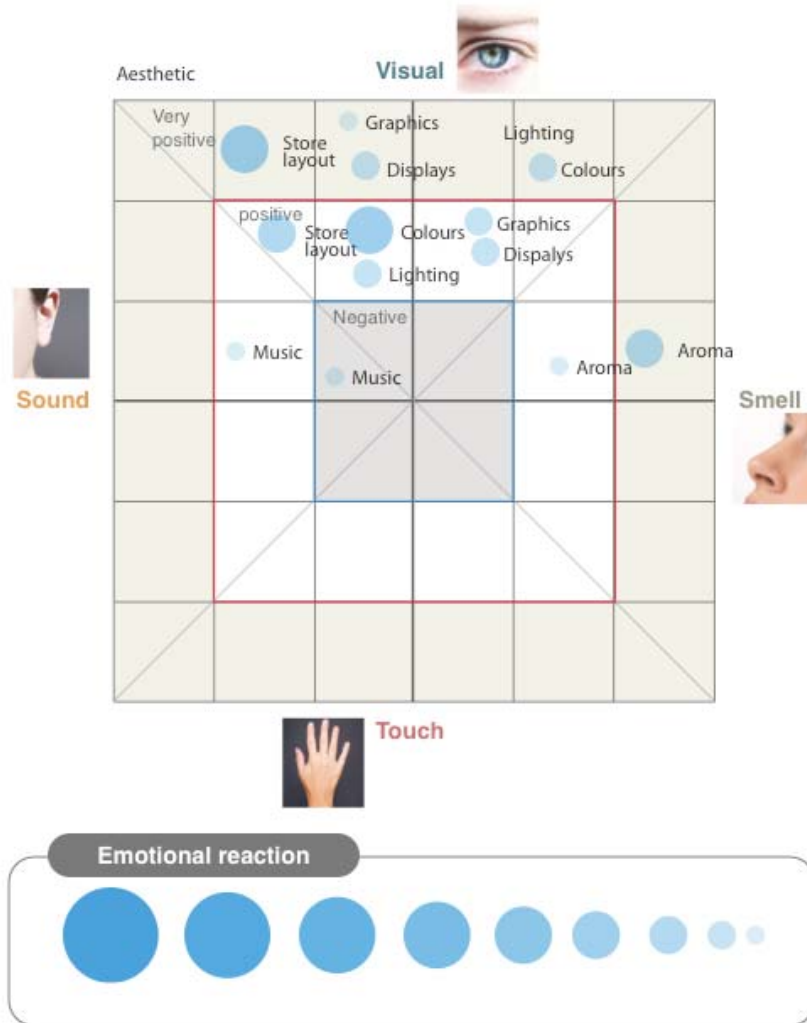 Aesthetic
Visual
Very
positive
Store
layout
Graphics
Displays
Lighting
Colours
positive
Store
layout
Colours
Lighting
Graphics
Dispalys
Negative
Music
Music
Aroma
Aroma
Sound
Smell
Touch
Emotional reaction